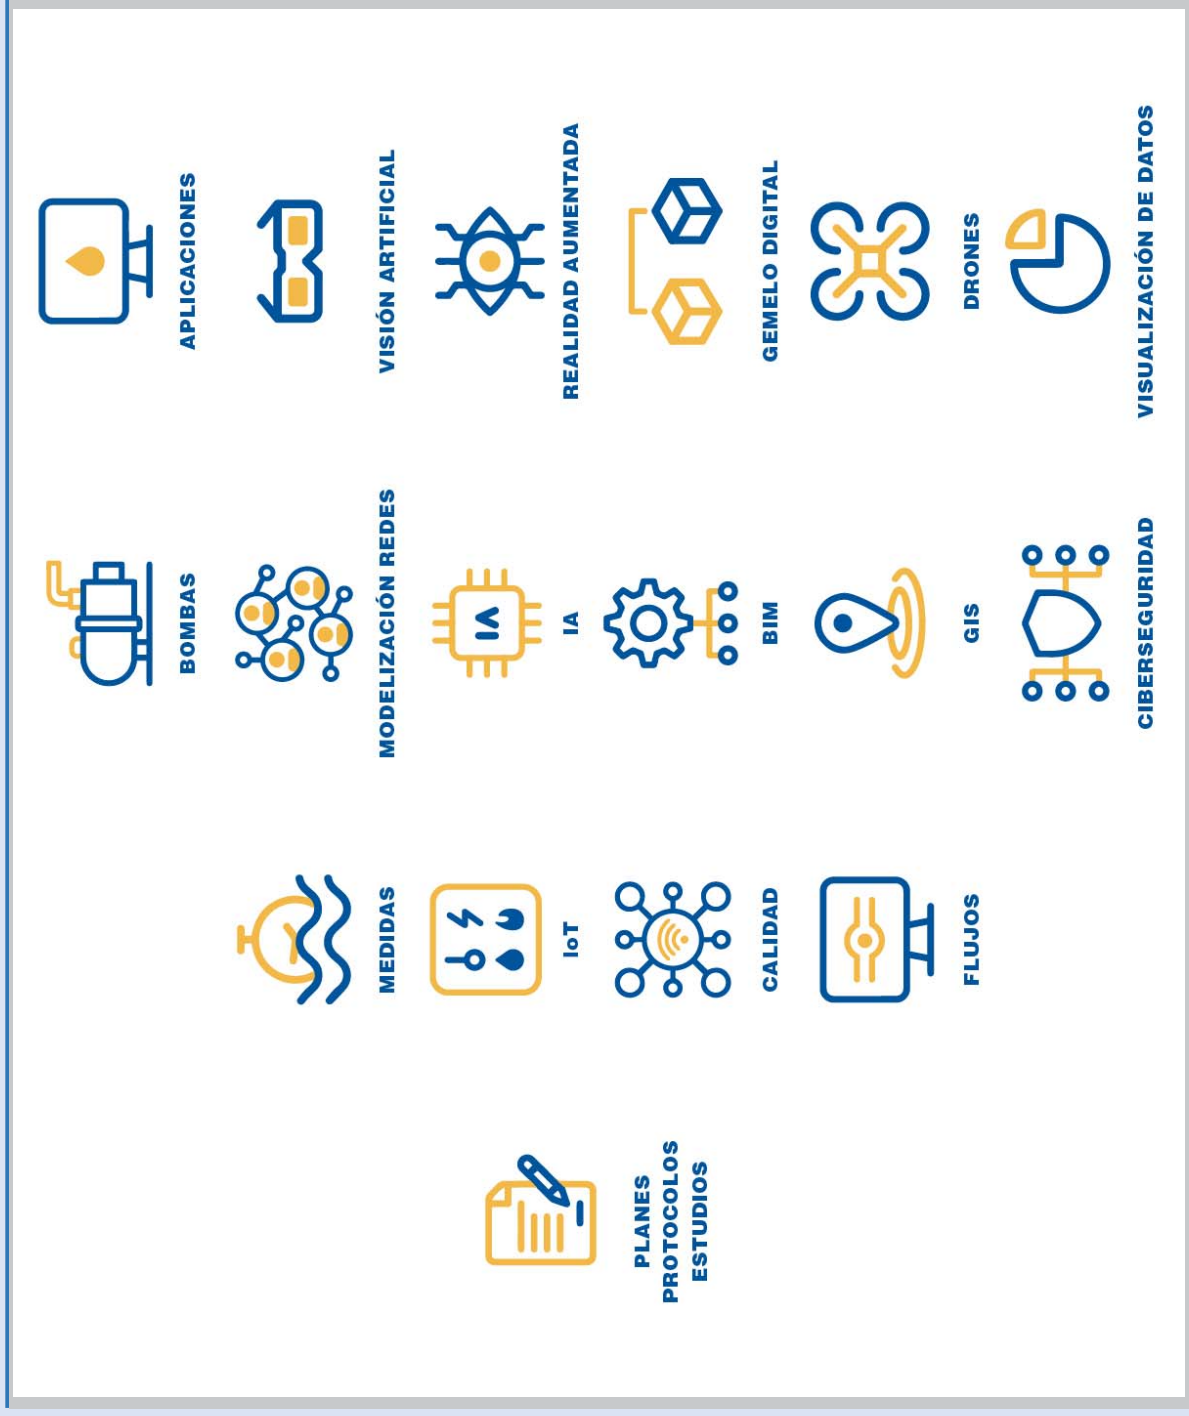 PLANES
PROTOCOLOS
ESTUDIOS
BOMBAS
APLICACIONES
MEDIDAS
MODELIZACIÓN REDES
VISIÓN ARTIFICIAL
IoT
IA
REALIDAD AUMENTADA
CALIDAD
BIM
GEMELO DIGITAL
FLUJOS
GIS
DRONES
CIBERSEGURIDAD
VISUALIZACIÓN DE DATOS